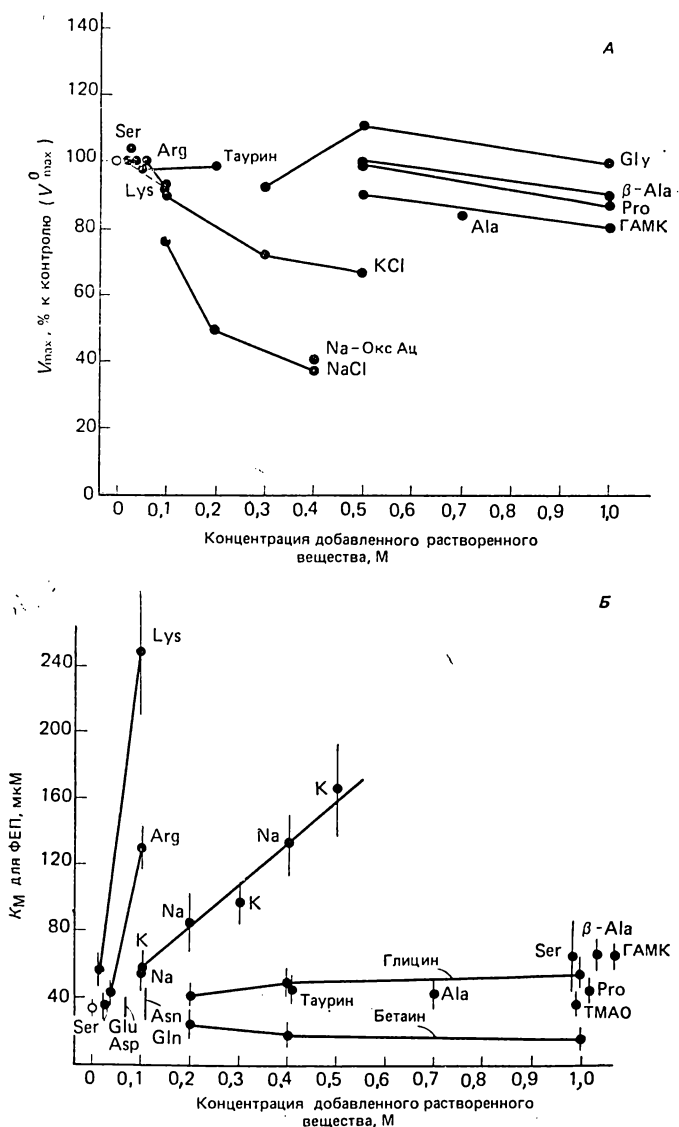 А
140
120
100
80
60
40
20
0
Vmax, % к контролю (V⁰max)
Ser
Arg
Таурин
Lys
Gly
β-Ala
Pro
ГАМК
Ala
KCl
Na-Окс Ац
NaCl
0 0,1 0,2 0,3 0.4 0.5 0,6 0,7 0,8 0,9 1,0
Концентрация добавленного растворенного
вещества, М
Б
240
200
160
120
80
40
KМ для ФЕП, мкМ
Lys
Arg
K
Na
K
Na
K
Na
Глицин
Таурин
Ala
Бетаин
Ser
β-Ala
ГАМК
Pro
ТМАО
Ser
Glu
Asp
Asn
Gln
0 0,1 0,2 0,3 0,4 0,5 0,6 0,7 0,8 0,9 1,0
Концентрация добавленного растворенного
вещества, М